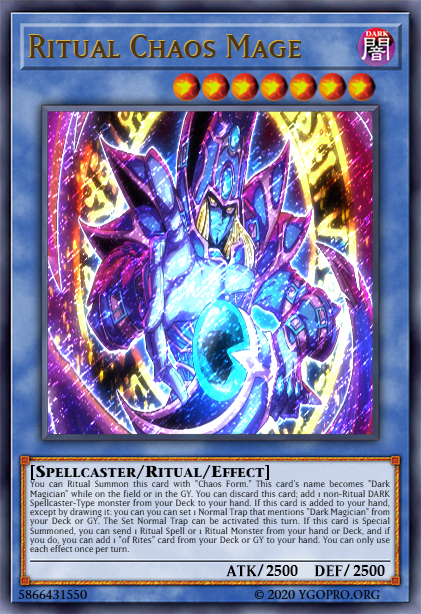 Ritual Chaos Mage
DARK
闇
[Spellcaster/Ritual/Effect]
You can Ritual Summon this card with "Chaos Form." This card's name becomes "Dark
Magician" while on the field or in the GY. You can discard this card; add 1 non-Ritual DARK
Spellcaster-Type monster from your Deck to your hand. If this card is added to your hand,
except by drawing it: you can you can set 1 Normal Trap that mentions "Dark Magician" from
your Deck or GY. The Set Normal Trap can be activated this turn. If this card is Special
Summoned, you can send 1 Ritual Spell or 1 Ritual Monster from your hand or Deck, and if
you do, you can add 1 "of Rites" card from your Deck or GY to your hand. You can only use
each effect once per turn.
ATK/2500 DEF/2500
5866431550
© 2020 YGOPRO.ORG